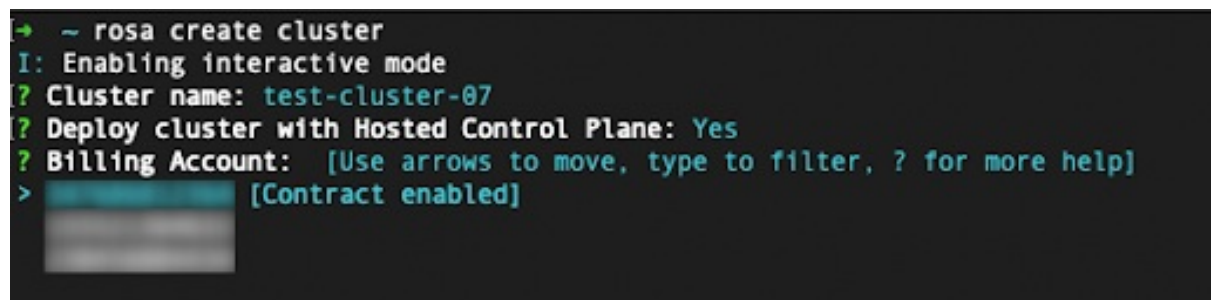 [→ ~ rosa create cluster
I: Enabling interactive mode
[? Cluster name: test-cluster-07
[? Deploy cluster with Hosted Control Plane: Yes
? Billing Account: [Use arrows to move, type to filter, ? for more help]
> [Contract enabled]